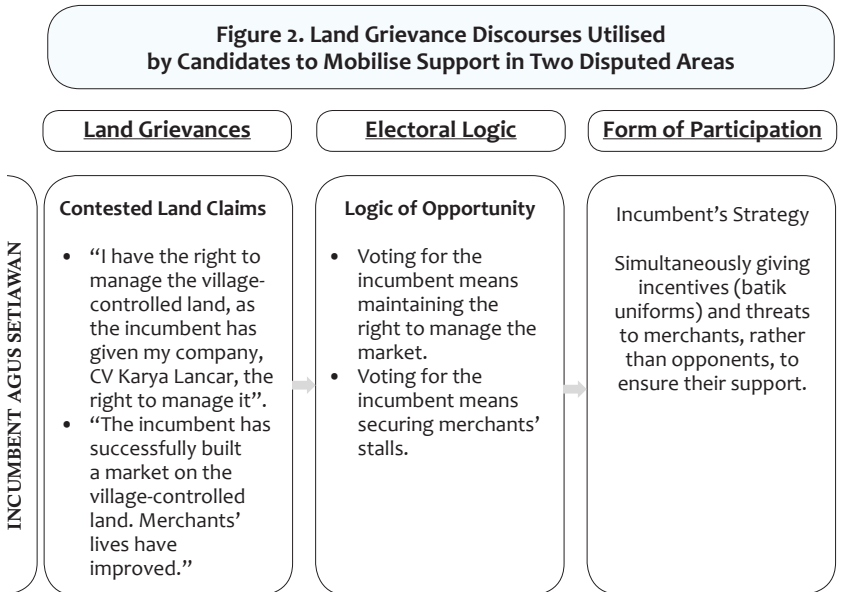 Figure 2. Land Grievance Discourses Utilised
by Candidates to Mobilise Support in Two Disputed Areas
Land Grievances
Electoral Logic
Form of Participation
INCUMBENT AGUS SETIAWAN
Contested Land Claims
• “I have the right to
manage the village-
controlled land, as
the incumbent has
given my company,
CV Karya Lancar, the
right to manage it”.
• “The incumbent has
successfully built
a market on the
village-controlled
land. Merchants’
lives have
improved.”
Logic of Opportunity
• Voting for the
incumbent means
maintaining the
right to manage the
market.
• Voting for the
incumbent means
securing merchants’
stalls.
Incumbent’s Strategy
Simultaneously giving
incentives (batik
uniforms) and threats
to merchants, rather
than opponents, to
ensure their support.